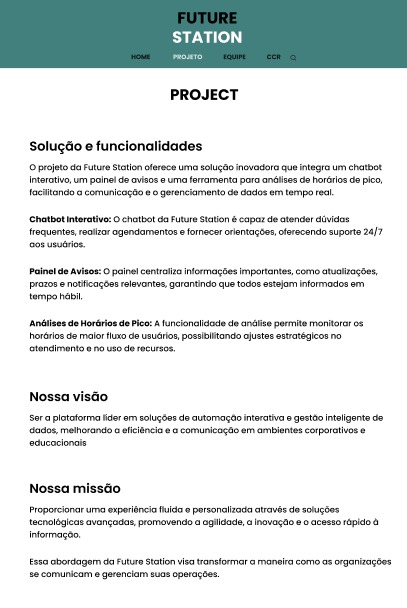 FUTURE
STATION
HOME PROJETO EQUIPE CCR
PROJECT
Solução e funcionalidades
O projeto da Future Station oferece uma solução inovadora que integra um chatbot
interativo, um painel de avisos e uma ferramenta para análises de horários de pico,
facilitando a comunicação e o gerenciamento de dados em tempo real.
Chatbot Interativo: O chatbot da Future Station é capaz de atender dúvidas
frequentes, realizar agendamentos e fornecer orientações, oferecendo suporte 24/7
aos usuários.
Painel de Avisos: O painel centraliza informações importantes, como atualizações,
prazos e notificações relevantes, garantindo que todos estejam informados em
tempo hábil.
Análises de Horários de Pico: A funcionalidade de análise permite monitorar os
horários de maior fluxo de usuários, possibilitando ajustes estratégicos no
atendimento e no uso de recursos.
Nossa visão
Ser a plataforma líder em soluções de automação interativa e gestão inteligente de
dados, melhorando a eficiência e a comunicação em ambientes corporativos e
educacionais
Nossa missão
Proporcionar uma experiência fluida e personalizada através de soluções
tecnológicas avançadas, promovendo a agilidade, a inovação e o acesso rápido à
informação.
Essa abordagem da Future Station visa transformar a maneira como as organizações
se comunicam e gerenciam suas operações.